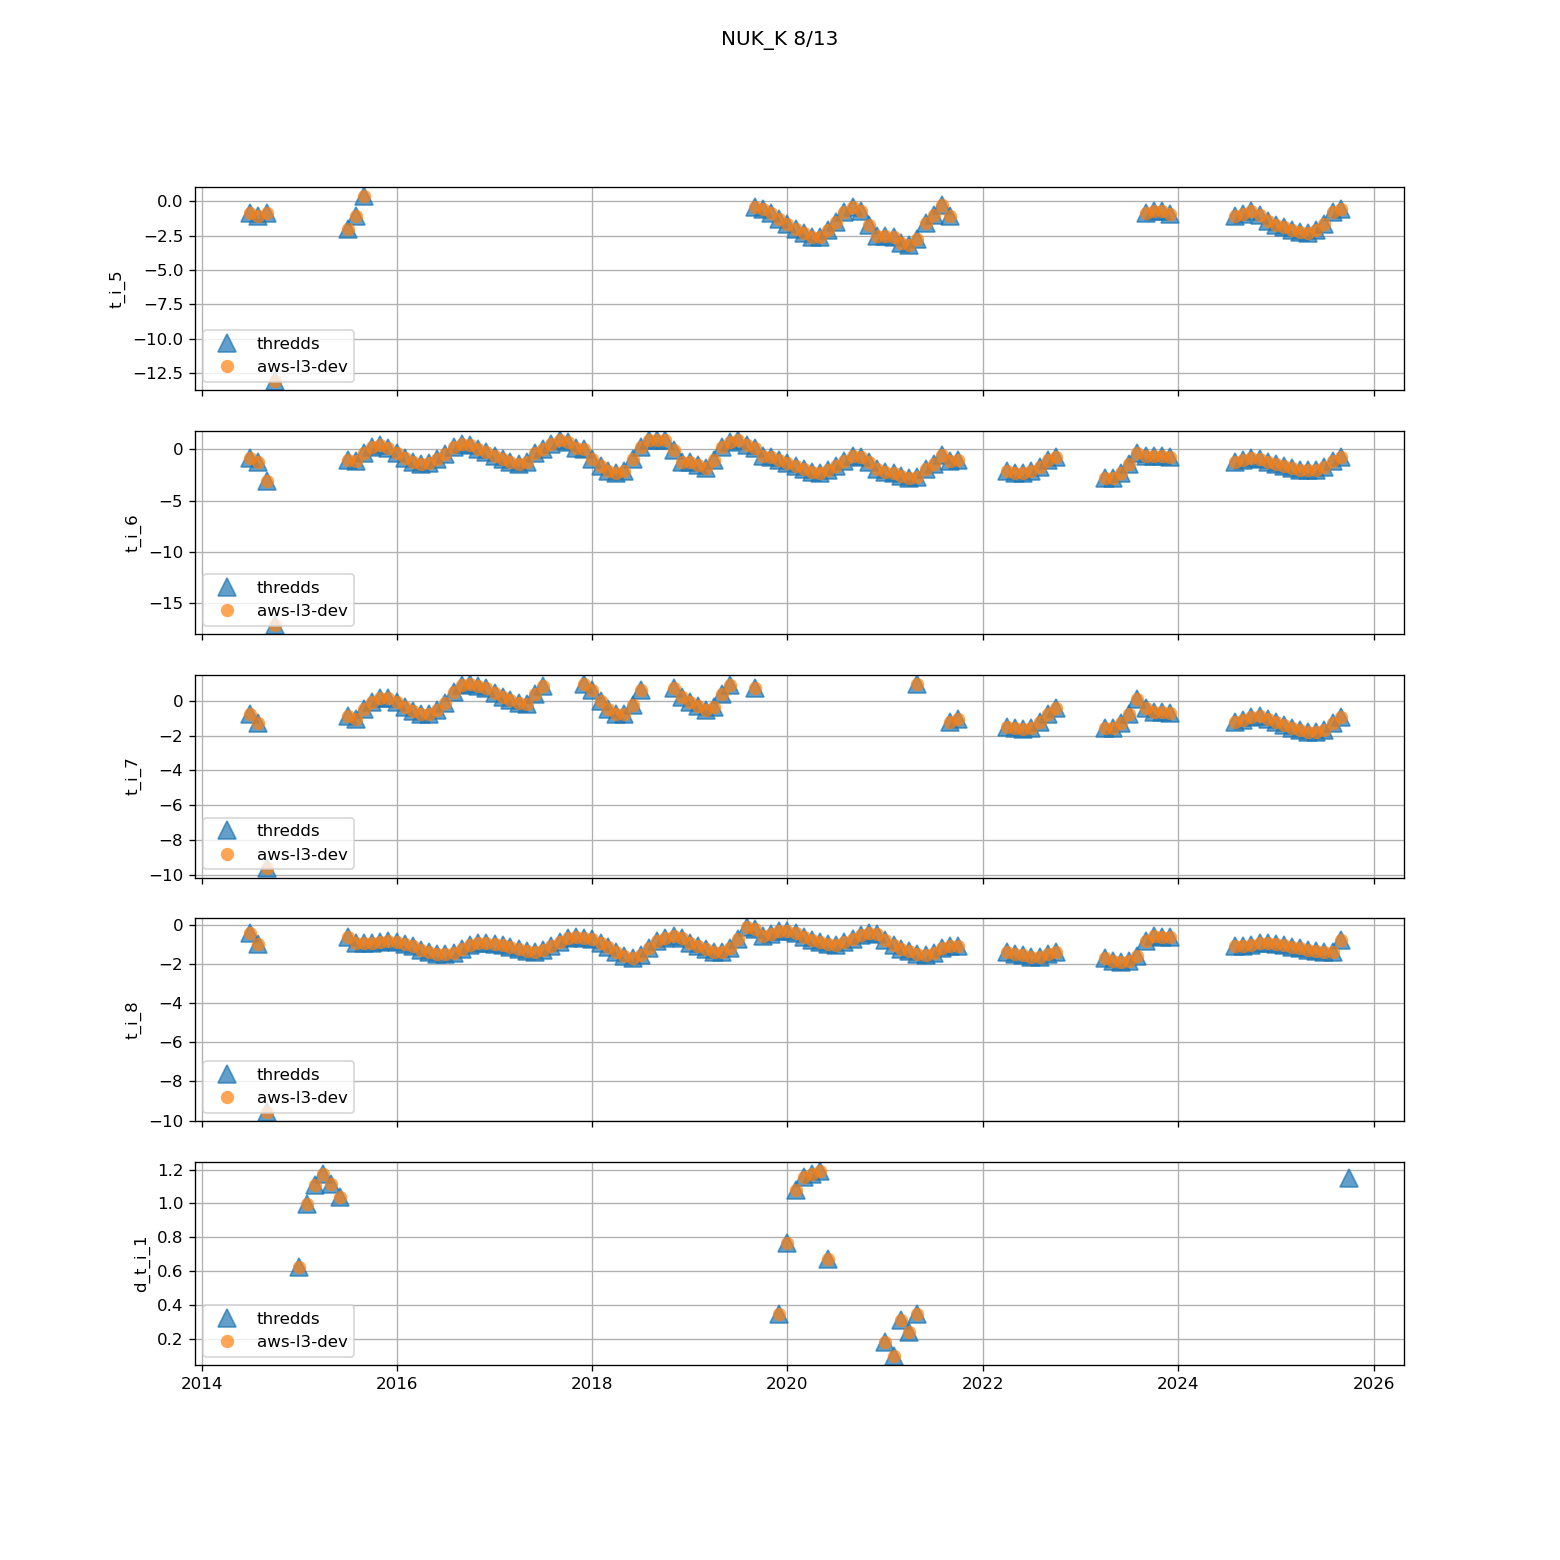 NUK_K 8/13
0.0
−2.5
−5.0
−7.5
−10.0
−12.5
t_i_5
thredds
aws-l3-dev
0
−5
−10
−15
t_i_6
thredds
aws-l3-dev
0
−2
−4
−6
−8
−10
t_i_7
thredds
aws-l3-dev
0
−2
−4
−6
−8
−10
t_i_8
thredds
aws-l3-dev
1.2
1.0
0.8
0.6
0.4
0.2
d_t_i_1
thredds
aws-l3-dev
2014 2016 2018 2020 2022 2024 2026